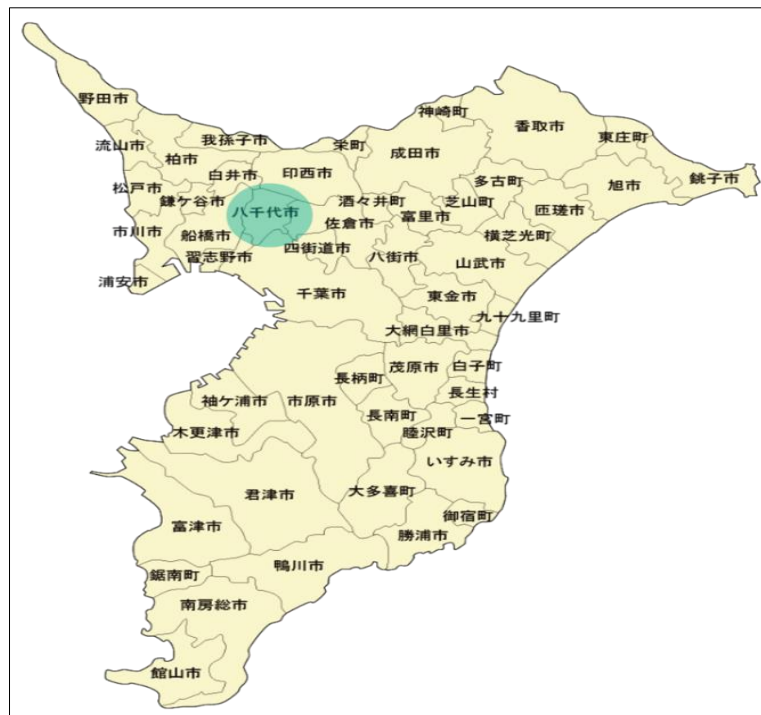 野田市
流山市
柏市
我孫子市
松戸市
鎌ケ谷市
白井市
印西市
栄町
神崎町
成田市
香取市
東庄町
銚子市
旭市
匝瑳市
多古町
芝山町
横芝光町
酒々井町
富里市
八千代市
佐倉市
市川市
船橋市
習志野市
四街道市
八街市
山武市
浦安市
千葉市
東金市
九十九里町
大網白里市
茂原市
白子町
長柄町
長生村
長南町
一宮町
睦沢町
袖ケ浦市
市原市
木更津市
いすみ市
大多喜町
君津市
御宿町
勝浦市
富津市
鴨川市
鋸南町
南房総市
館山市